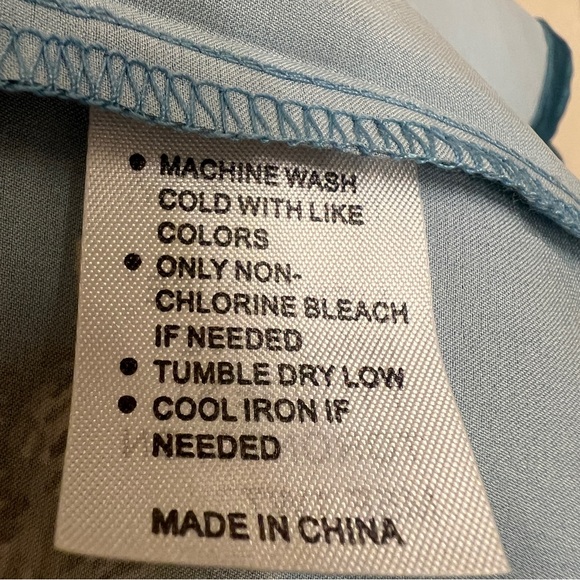 • MACHINE WASH
COLD WITH LIKE
COLORS
• ONLY NON-
CHLORINE BLEACH
IF NEEDED
• TUMBLE DRY LOW
• COOL IRON IF
NEEDED
MADE IN CHINA